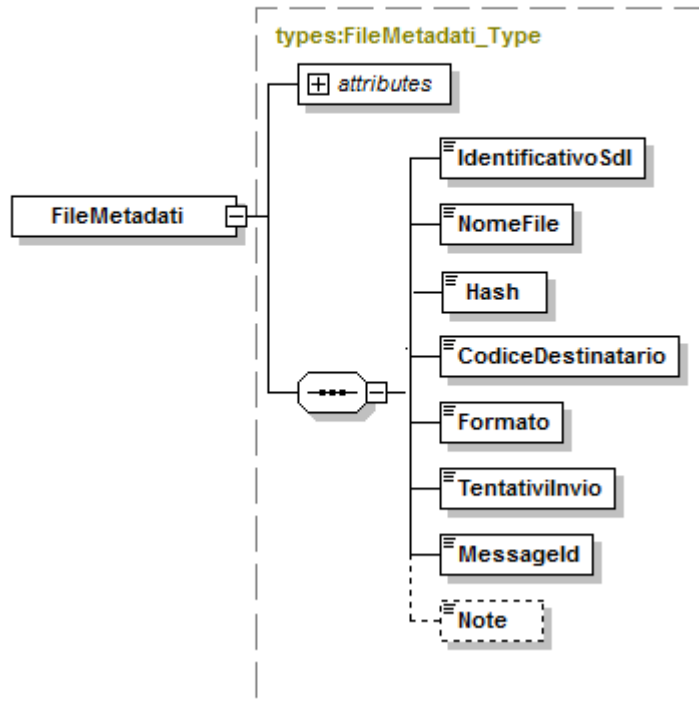 types:FileMetadati_Type
attributes
FileMetadati
IdentificativoSdI
NomeFile
Hash
CodiceDestinatario
Formato
TentativiInvio
MessageId
Note